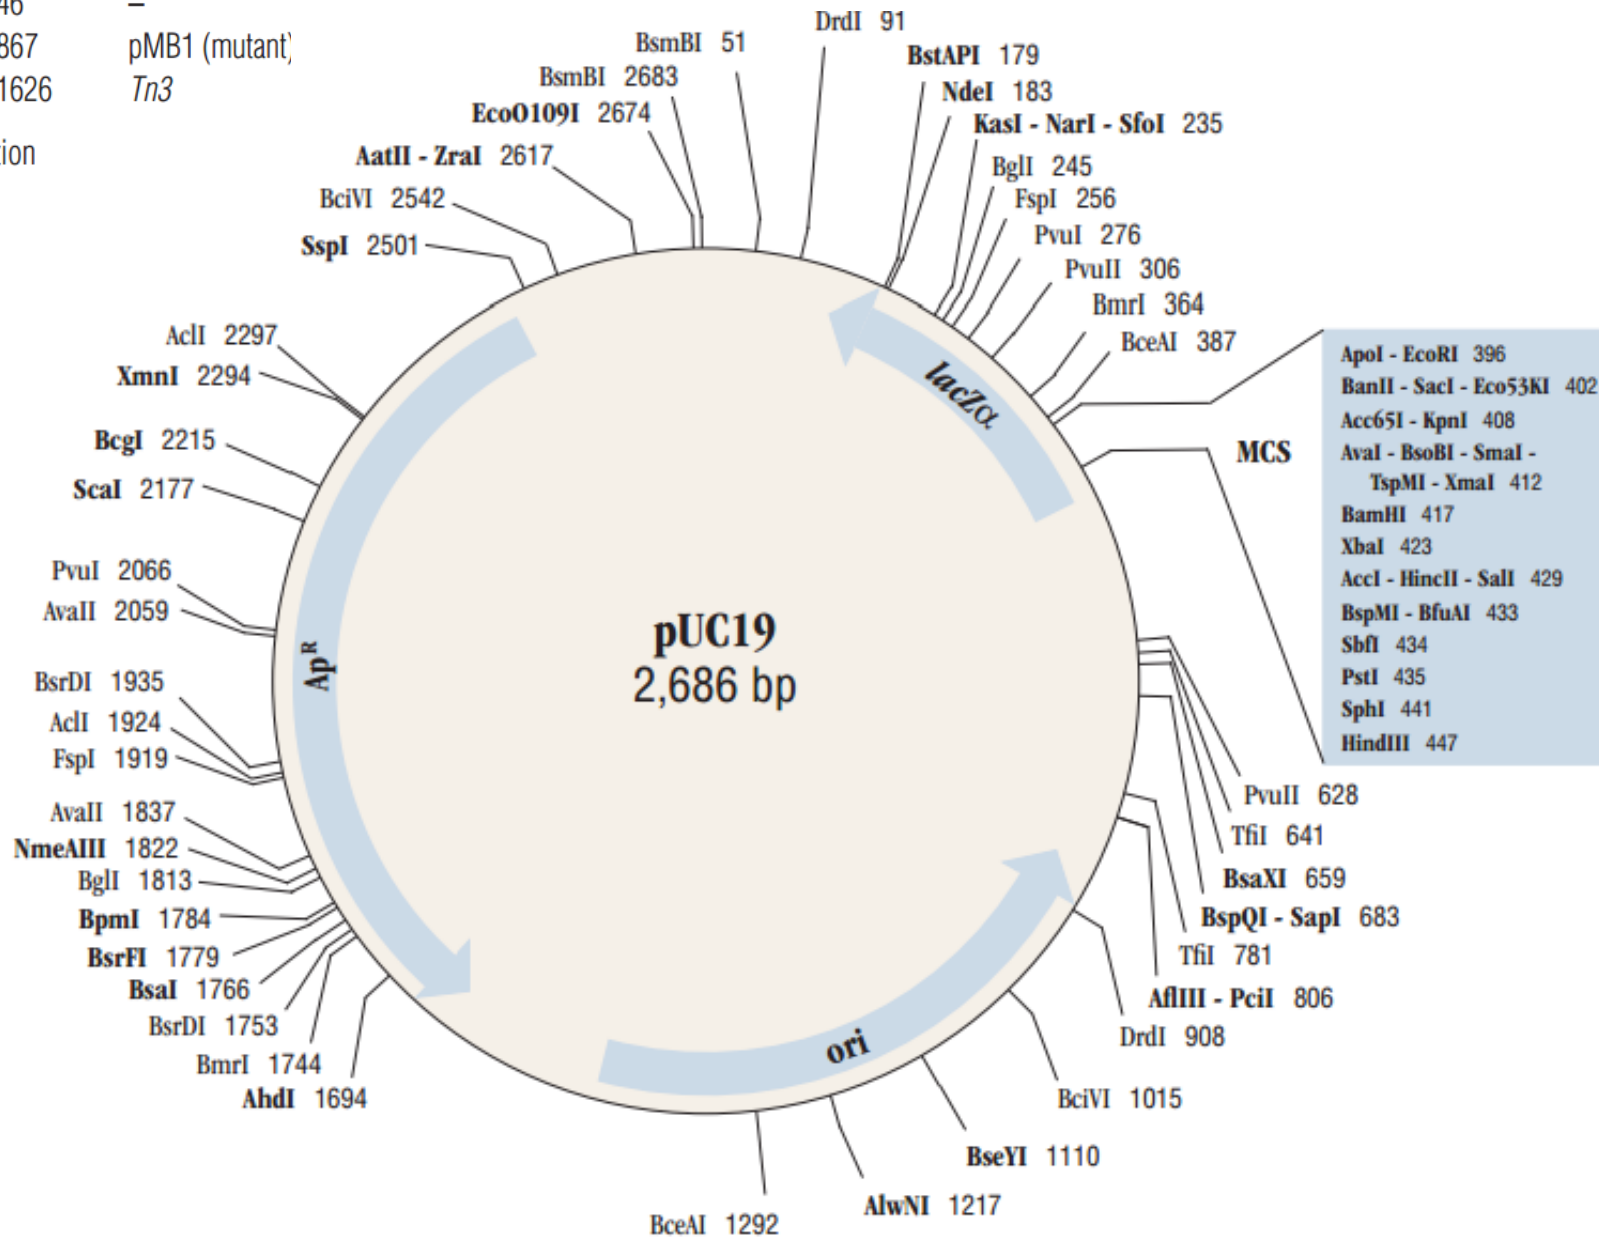 46 –
867 pMB1 (mutant)
1626 Tn3
tion
DrdI 91
BsmBI 51
BstAPI 179
BsmBI 2683
NdeI 183
EcoO109I 2674
KasI - NarI - SfoI 235
AatII - ZraI 2617
BglI 245
BciVI 2542
FspI 256
SspI 2501
PvuI 276
PvuII 306
BmrI 364
AclI 2297
BceAI 387
XmnI 2294
BcgI 2215
ScaI 2177
PvuI 2066
AvaII 2059
BsrDI 1935
AclI 1924
FspI 1919
AvaII 1837
NmeAIII 1822
BglI 1813
BpmI 1784
BsrFI 1779
BsaI 1766
BsrDI 1753
BmrI 1744
AhdI 1694
lacZα
ApR
pUC19
2,686 bp
ori
MCS
ApoI - EcoRI 396
BanII - SacI - Eco53KI 402
Acc65I - KpnI 408
AvaI - BsoBI - SmaI -
TspMI - XmaI 412
BamHI 417
XbaI 423
AccI - HincII - SalI 429
BspMI - BfuAI 433
SbfI 434
PstI 435
SphI 441
HindIII 447
PvuII 628
TfiI 641
BsaXI 659
BspQI - SapI 683
TfiI 781
AflIII - PciI 806
DrdI 908
BciVI 1015
BseYI 1110
AlwNI 1217
BceAI 1292